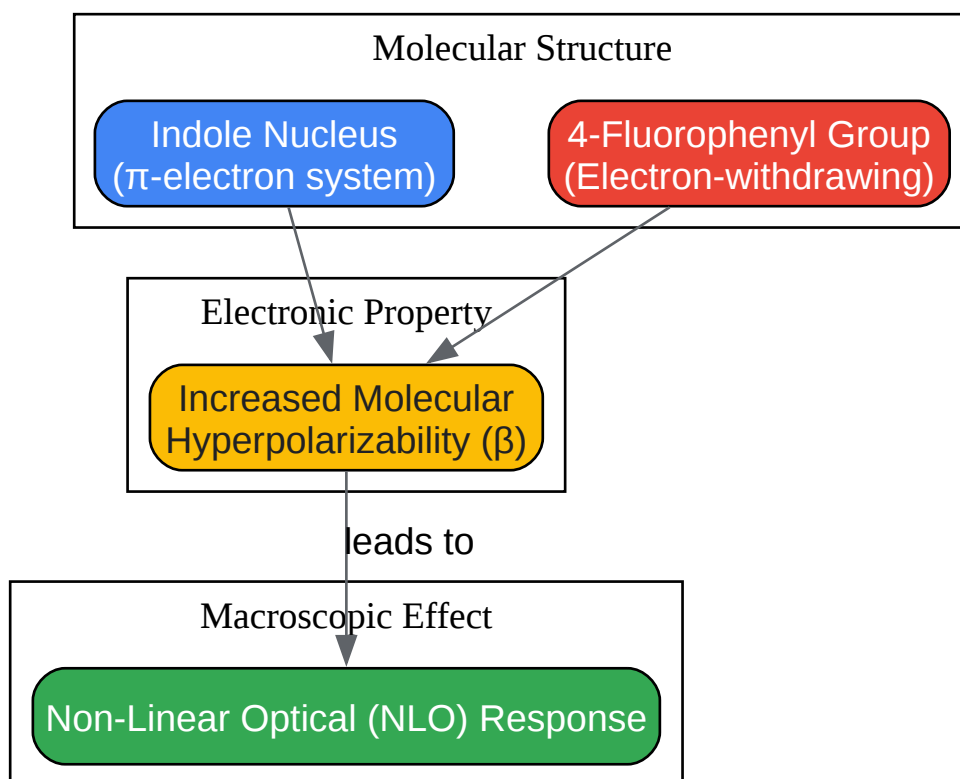 Molecular Structure
Indole Nucleus
(π-electron system)
4-Fluorophenyl Group
(Electron-withdrawing)
Electronic Property
Increased Molecular
Hyperpolarizability (β)
leads to
Macroscopic Effect
Non-Linear Optical (NLO) Response